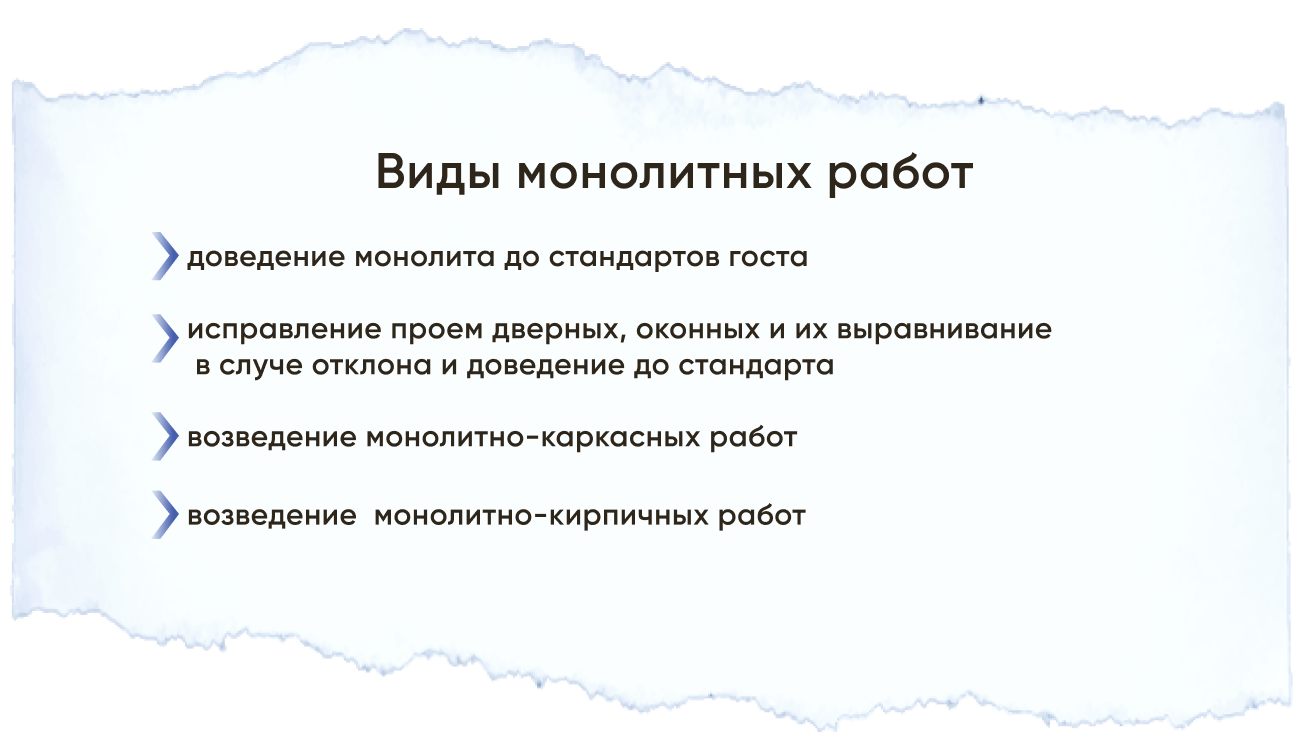 Виды монолитных работ
доведение монолита до стандартов госта
исправление проем дверных, оконных и их выравнивание
в случе отклона и доведение до стандарта
возведение монолитно-каркасных работ
возведение монолитно-кирпичных работ